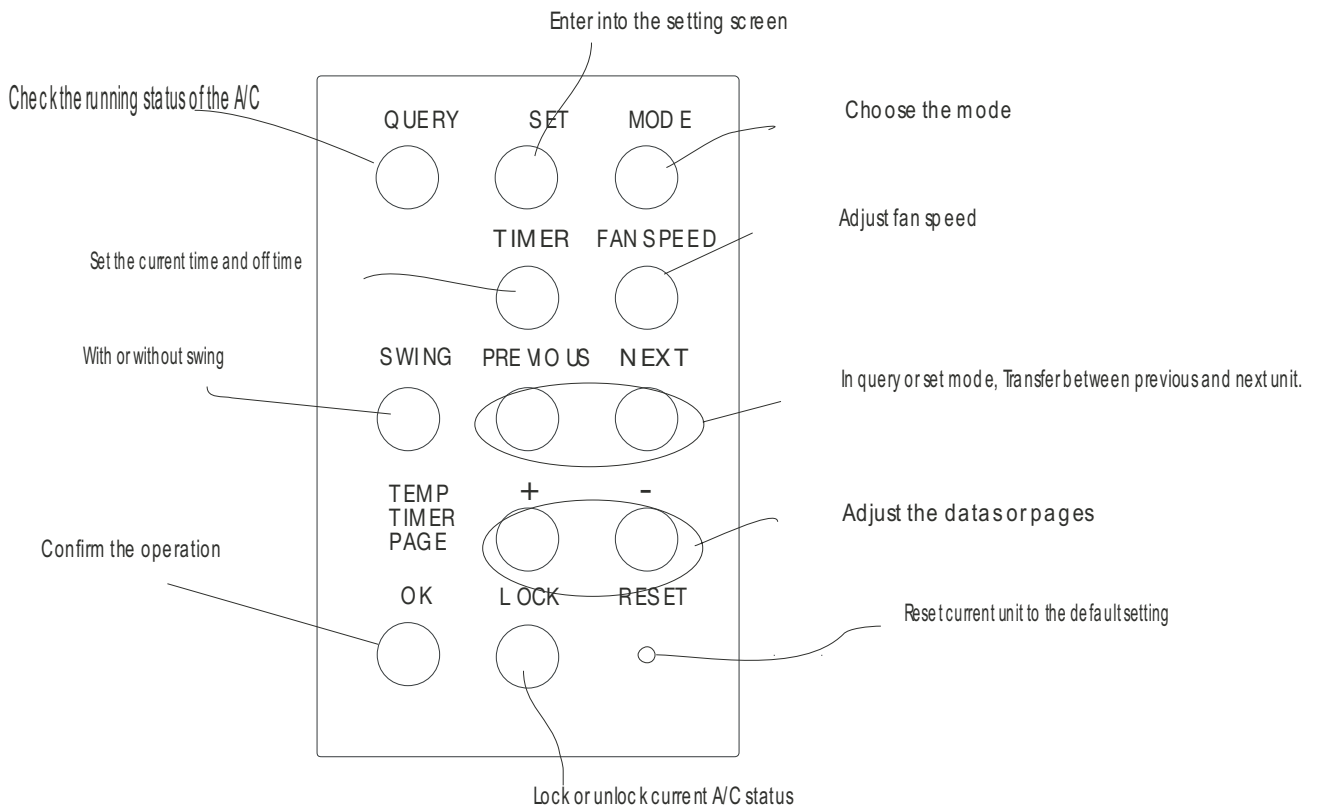 Enter into the setting screen
Check the running status of the A/C
QUERY SET MODE
Choose the mode
TIMER FAN SPEED
Adjust fan speed
Set the current time and off time
With or without swing
SWING PREVIOUS NEXT
In query or set mode, Transfer between previous and next unit.
TEMP + -
TIMER
PAGE
Adjust the datas or pages
Confirm the operation
OK LOCK RESET
Reset current unit to the default setting
Lock or unlock current A/C status